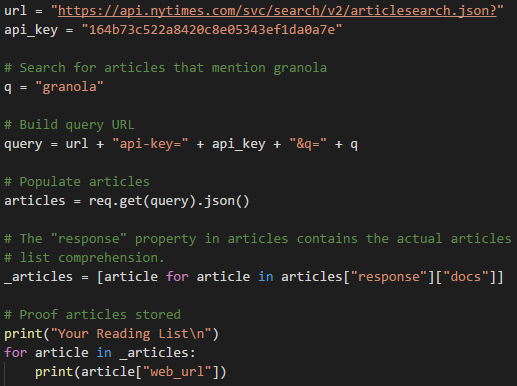 url = "https://api.nytimes.com/svc/search/v2/articlesearch.json?"
api_key = "164b73c522a8420c8e05343ef1da0a7e"
# Search for articles that mention granola
q = "granola"
# Build query URL
query = url + "api-key=" + api_key + "&q=" + q
# Populate articles
articles = req.get(query).json()
# The "response" property in articles contains the actual articles
# list comprehension.
_articles = [article for article in articles["response"]["docs"]]
# Proof articles stored
print("Your Reading List\n")
for article in _articles:
    print(article["web_url"])